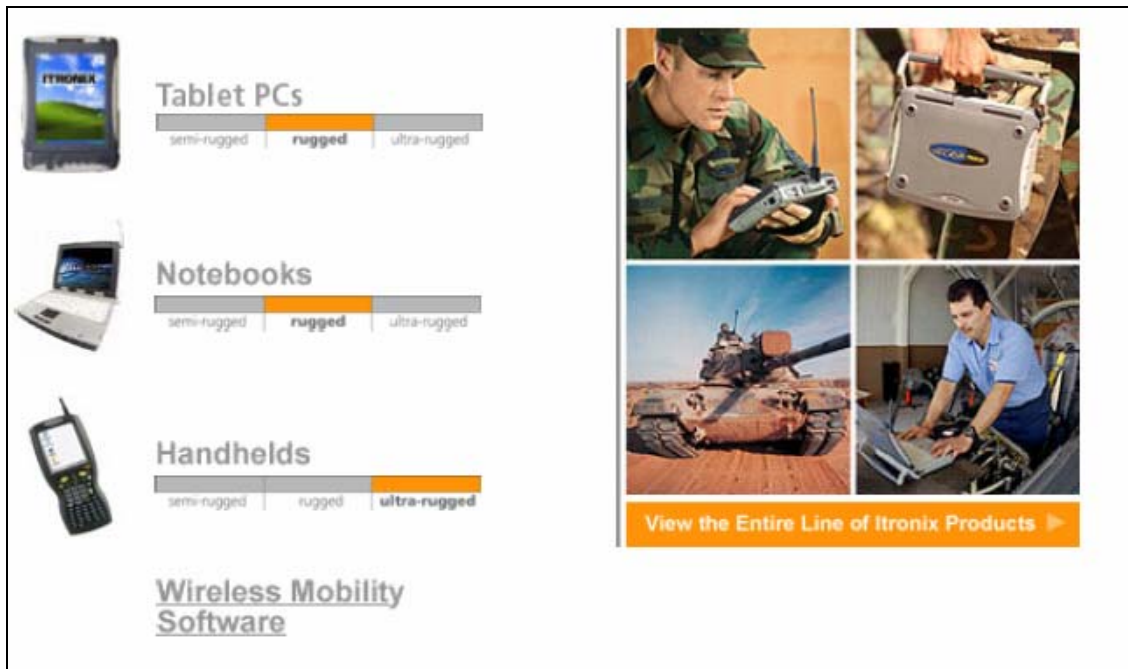 ITRONIX
Tablet PCs
semi-rugged rugged ultra-rugged
Notebooks
semi-rugged rugged ultra-rugged
Handhelds
semi-rugged rugged ultra-rugged
Wireless Mobility
Software
View the Entire Line of Itronix Products